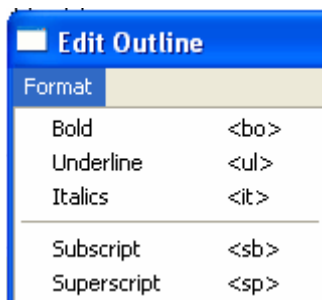 Edit Outline
Format
Bold <bo>
Underline <ul>
Italics <it>
Subscript <sb>
Superscript <sp>